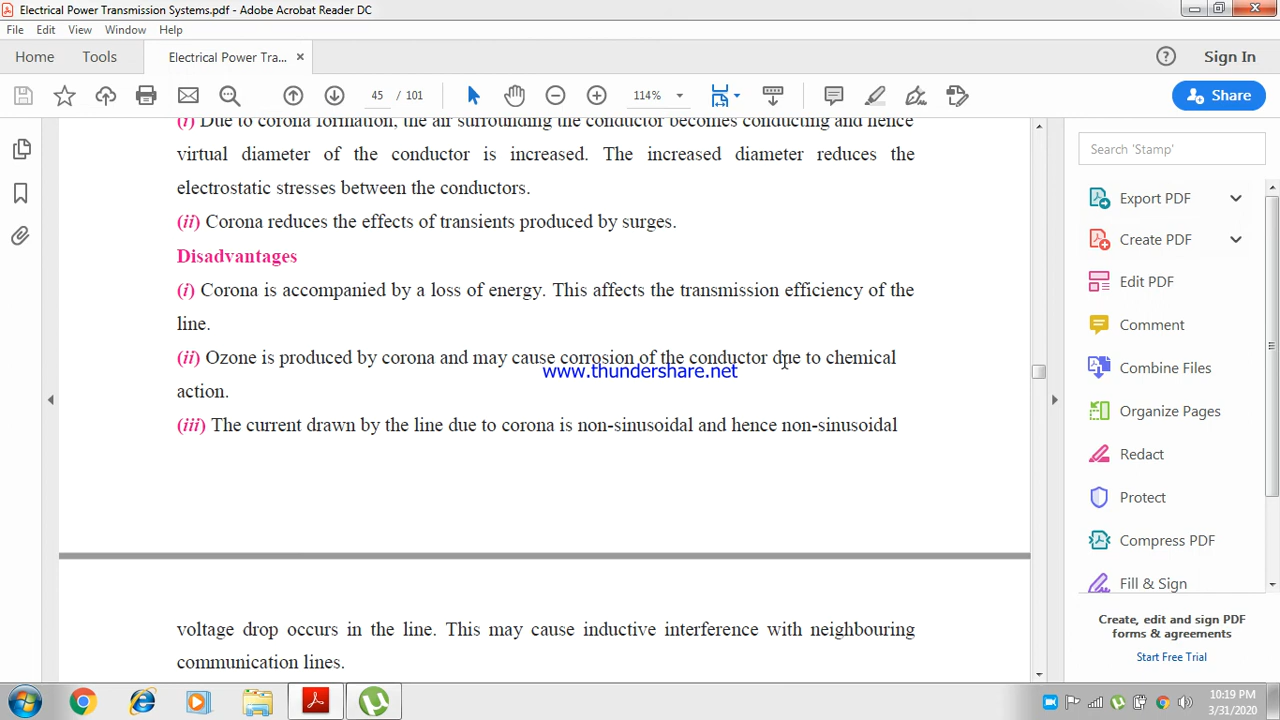 Electrical Power Transmission Systems.pdf - Adobe Acrobat Reader DC
File Edit View Window Help
Home Tools Electrical Power Tra... × Sign In
45 / 101 114% Share
(i) Due to corona formation, the air surrounding the conductor becomes conducting and hence
virtual diameter of the conductor is increased. The increased diameter reduces the
electrostatic stresses between the conductors.
(ii) Corona reduces the effects of transients produced by surges.
Disadvantages
(i) Corona is accompanied by a loss of energy. This affects the transmission efficiency of the
line.
(ii) Ozone is produced by corona and may cause corrosion of the conductor due to chemical
www.thundershare.net
action.
(iii) The current drawn by the line due to corona is non-sinusoidal and hence non-sinusoidal
voltage drop occurs in the line. This may cause inductive interference with neighbouring
communication lines.
Search 'Stamp'
Export PDF
Create PDF
Edit PDF
Comment
Combine Files
Organize Pages
Redact
Protect
Compress PDF
Fill & Sign
Create, edit and sign PDF
forms & agreements
Start Free Trial
10:19 PM
3/31/2020